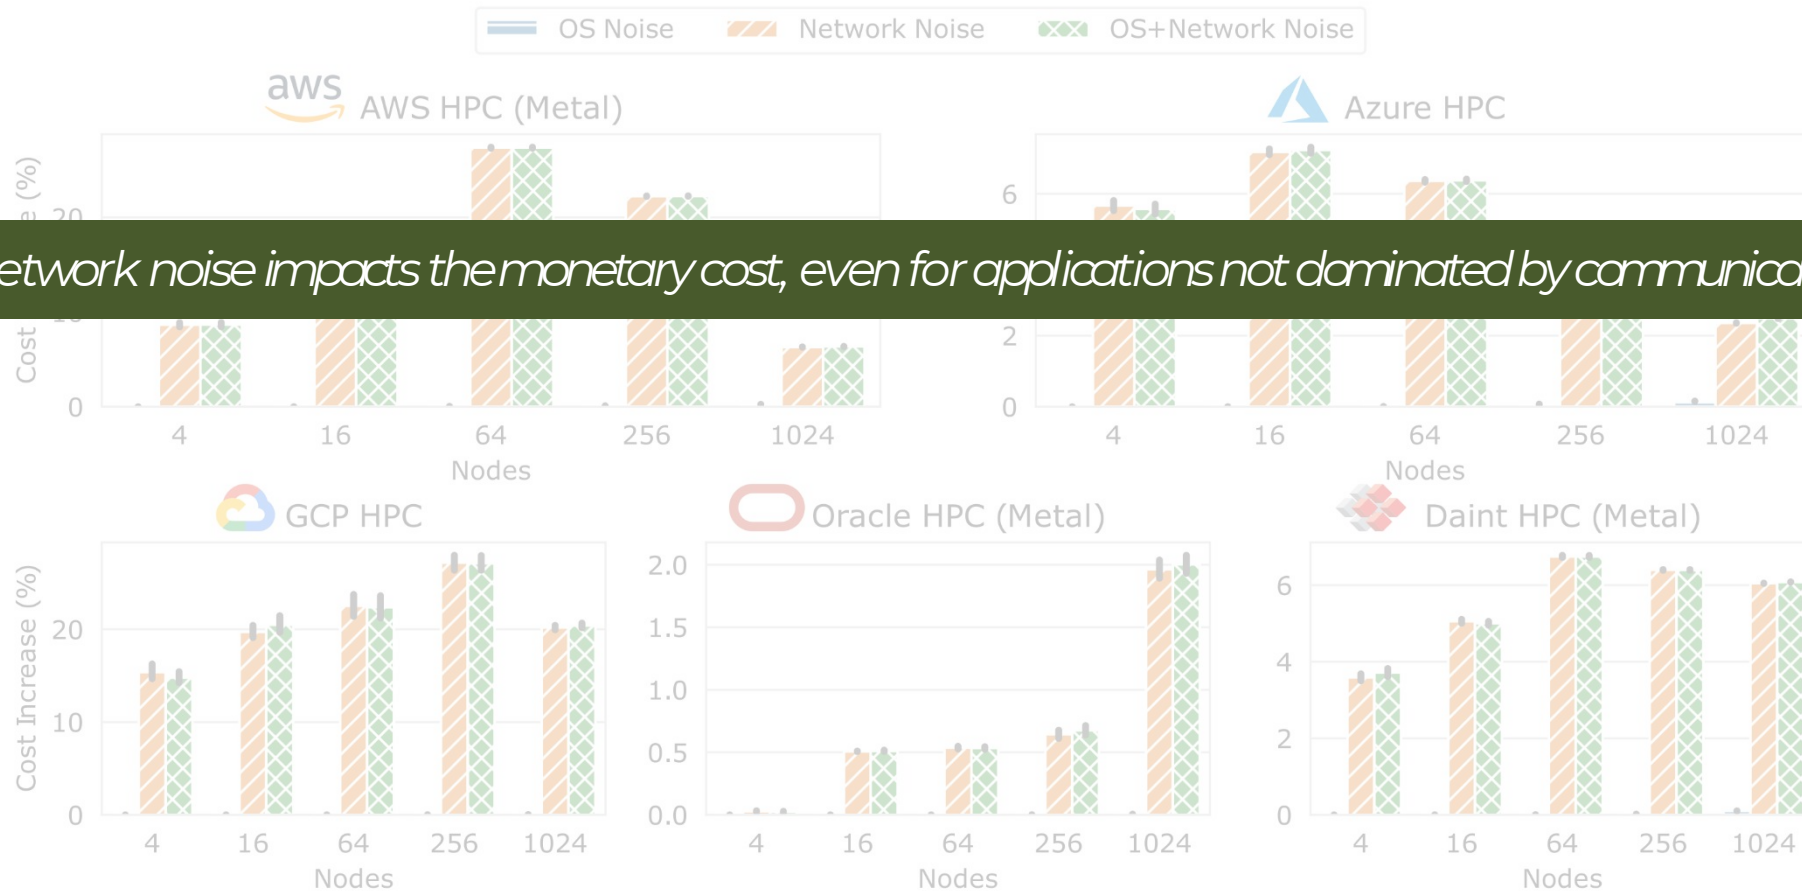 OS Noise Network Noise OS+Network Noise
aws AWS HPC (Metal) Azure HPC
20 6
etwork noise impacts the monetary cost, even for applications not dominated by communica
Cost
2
0 0
4 16 64 256 1024 4 16 64 256 1024
Nodes Nodes
GCP HPC Oracle HPC (Metal) Daint HPC (Metal)
Cost Increase (%)
20 10 0
2.0 1.5 1.0 0.5 0.0
6 4 2 0
4 16 64 256 1024 4 16 64 256 1024 4 16 64 256 1024
Nodes Nodes Nodes